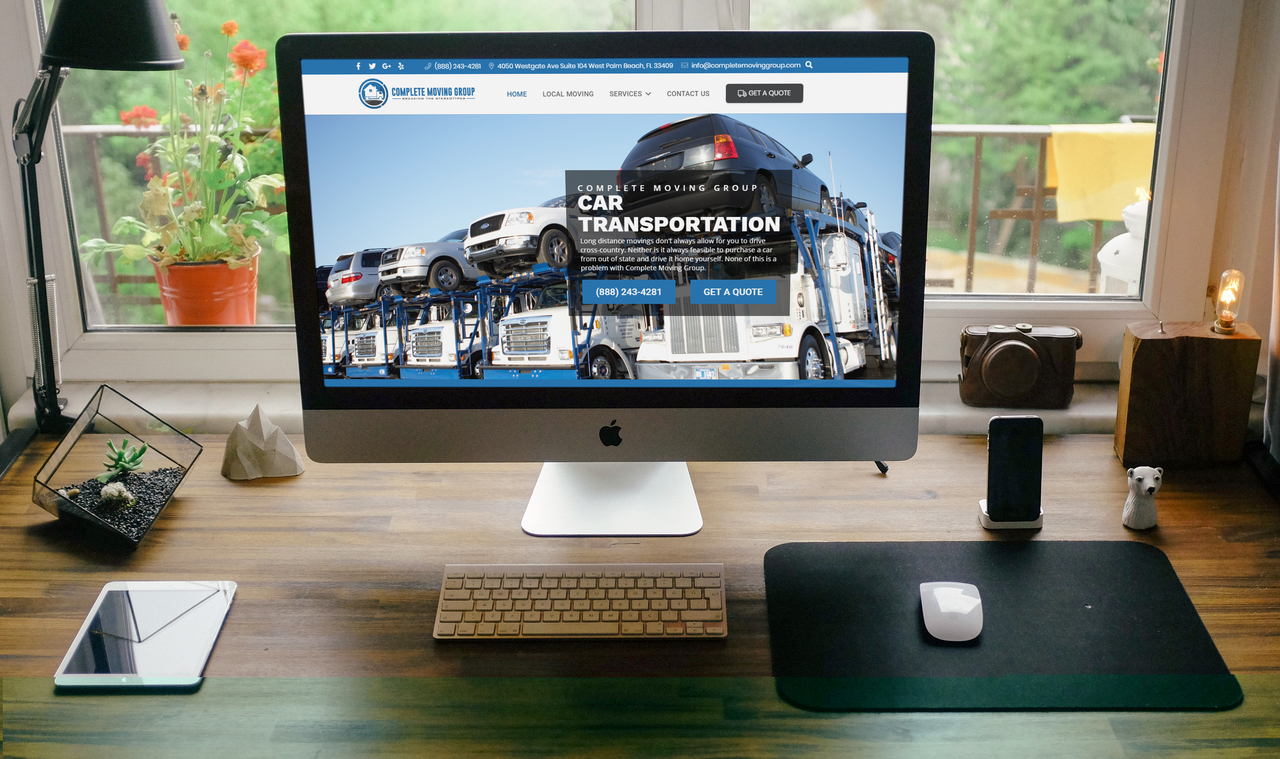 (888) 243-4281 4050 Westgate Ave Suite 104 West Palm Beach, FL 33409 info@completemovinggroup.com
COMPLETE MOVING GROUP
BREAKING THE STEREOTYPES
HOME LOCAL MOVING SERVICES CONTACT US GET A QUOTE
COMPLETE MOVING GROUP
CAR
TRANSPORTATION
Long distance movings don't always allow for you to drive
cross-country. Neither is it always feasible to purchase a car
from out of state and drive it home yourself. None of this is a
problem with Complete Moving Group.
(888) 243-4281 GET A QUOTE